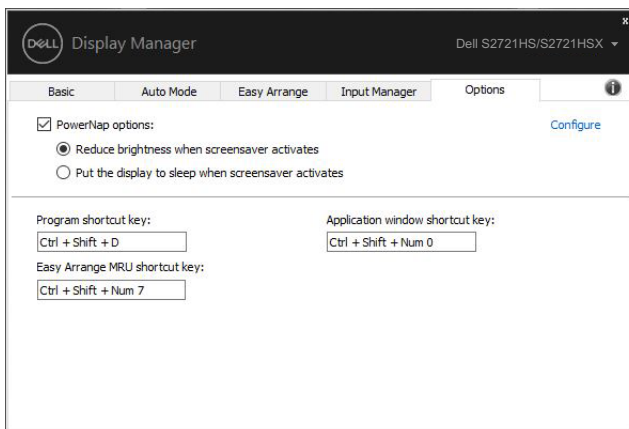 x
DELL Display Manager Dell S2721HS/S2721HSX
Basic Auto Mode Easy Arrange Input Manager Options i
PowerNap options: Configure
Reduce brightness when screensaver activates
Put the display to sleep when screensaver activates
Program shortcut key: Application window shortcut key:
Ctrl + Shift + D Ctrl + Shift + Num 0
Easy Arrange MRU shortcut key:
Ctrl + Shift + Num 7